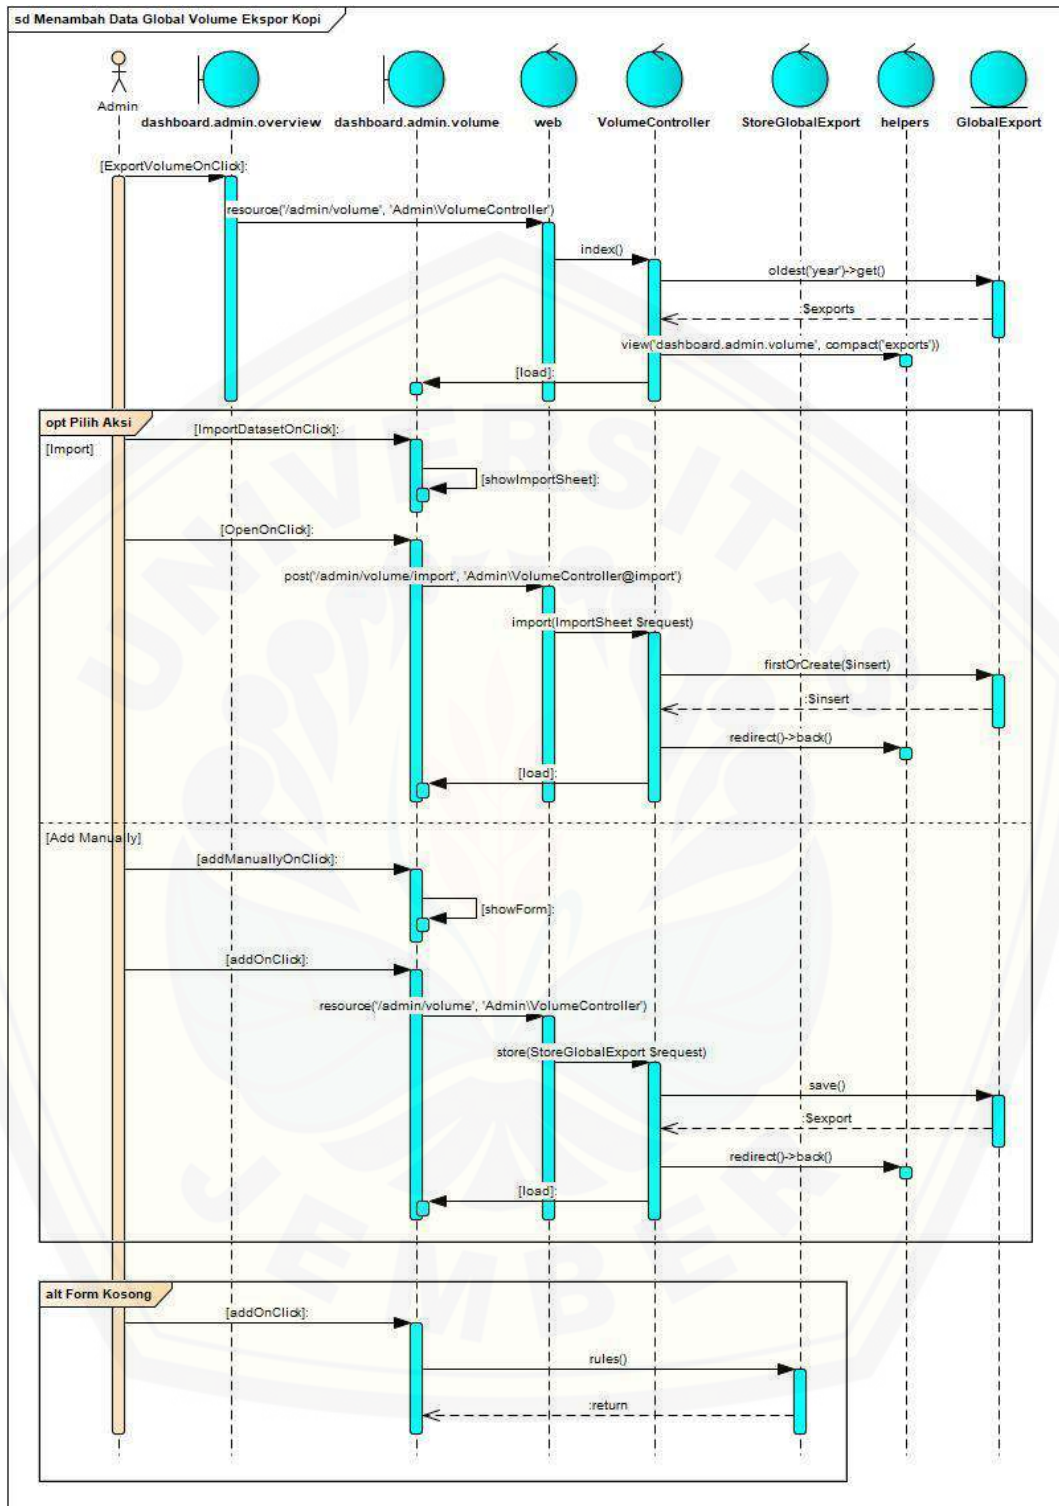 sd Menambah Data Global Volume Ekspor Kopi
Admin
dashboard.admin.overview
dashboard.admin.volume
web
VolumeController
StoreGlobalExport
helpers
GlobalExport
[ExportVolumeOnClick]:
resource('/admin/volume', 'Admin\VolumeController')
index()
oldest('year')->get()
:$exports
view('dashboard.admin.volume', compact('exports'))
[load]:
opt Pilih Aksi
[Import]
[ImportDatasetOnClick]:
[showImportSheet]:
[OpenOnClick]:
post('/admin/volume/import', 'Admin\VolumeController@import')
import(ImportSheet $request)
firstOrCreate($insert)
:$insert
redirect()->back()
[load]:
[Add Manually]
[addManuallyOnClick]:
[showForm]:
[addOnClick]:
resource('/admin/volume', 'Admin\VolumeController')
store(StoreGlobalExport $request)
save()
:$export
redirect()->back()
[load]:
alt Form Kosong
[addOnClick]:
rules()
:return
UNIVERSITAS
JEMBER